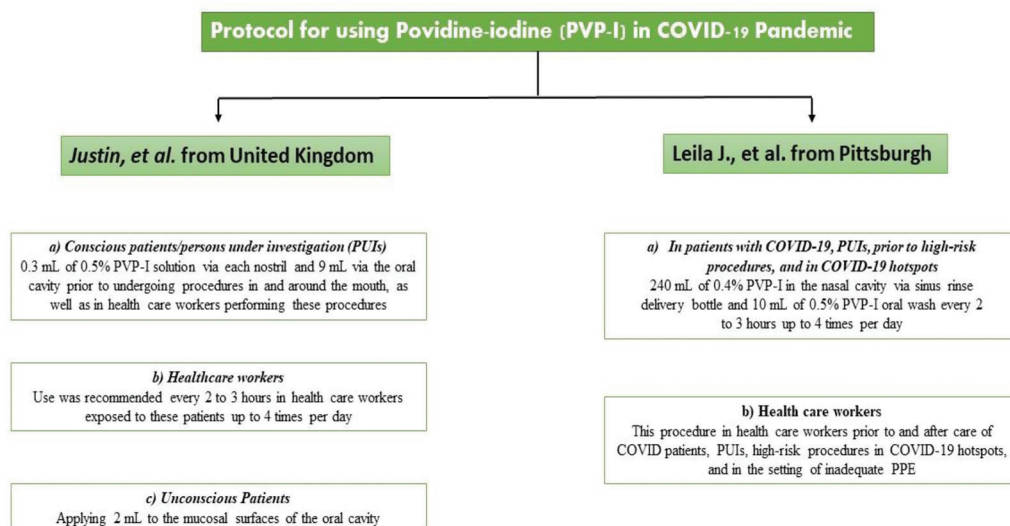 Protocol for using Povidine-iodine (PVP-I) in COVID-19 Pandemic
Justin, et al. from United Kingdom
Leila J., et al. from Pittsburgh
a) Conscious patients/persons under investigation (PUIs)
0.3 mL of 0.5% PVP-I solution via each nostril and 9 mL via the oral
cavity prior to undergoing procedures in and around the mouth, as
well as in health care workers performing these procedures
a) In patients with COVID-19, PUIs, prior to high-risk
procedures, and in COVID-19 hotspots
240 mL of 0.4% PVP-I in the nasal cavity via sinus rinse
delivery bottle and 10 mL of 0.5% PVP-I oral wash every 2
to 3 hours up to 4 times per day
b) Healthcare workers
Use was recommended every 2 to 3 hours in health care workers
exposed to these patients up to 4 times per day
b) Health care workers
This procedure in health care workers prior to and after care of
COVID patients, PUIs, high-risk procedures in COVID-19 hotspots,
and in the setting of inadequate PPE
c) Unconscious Patients
Applying 2 mL to the mucosal surfaces of the oral cavity